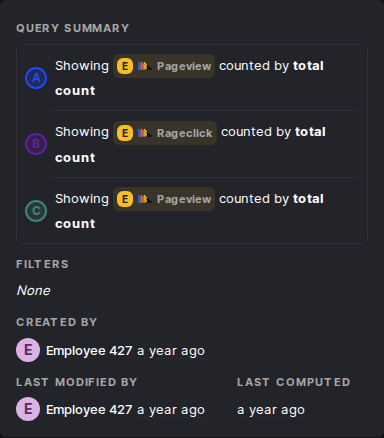 QUERY SUMMARY
A Showing E Pageview counted by total
count
B Showing E Rageclick counted by total
count
C Showing E Pageview counted by total
count
FILTERS
None
CREATED BY
E Employee 427 a year ago
LAST MODIFIED BY LAST COMPUTED
E Employee 427 a year ago a year ago